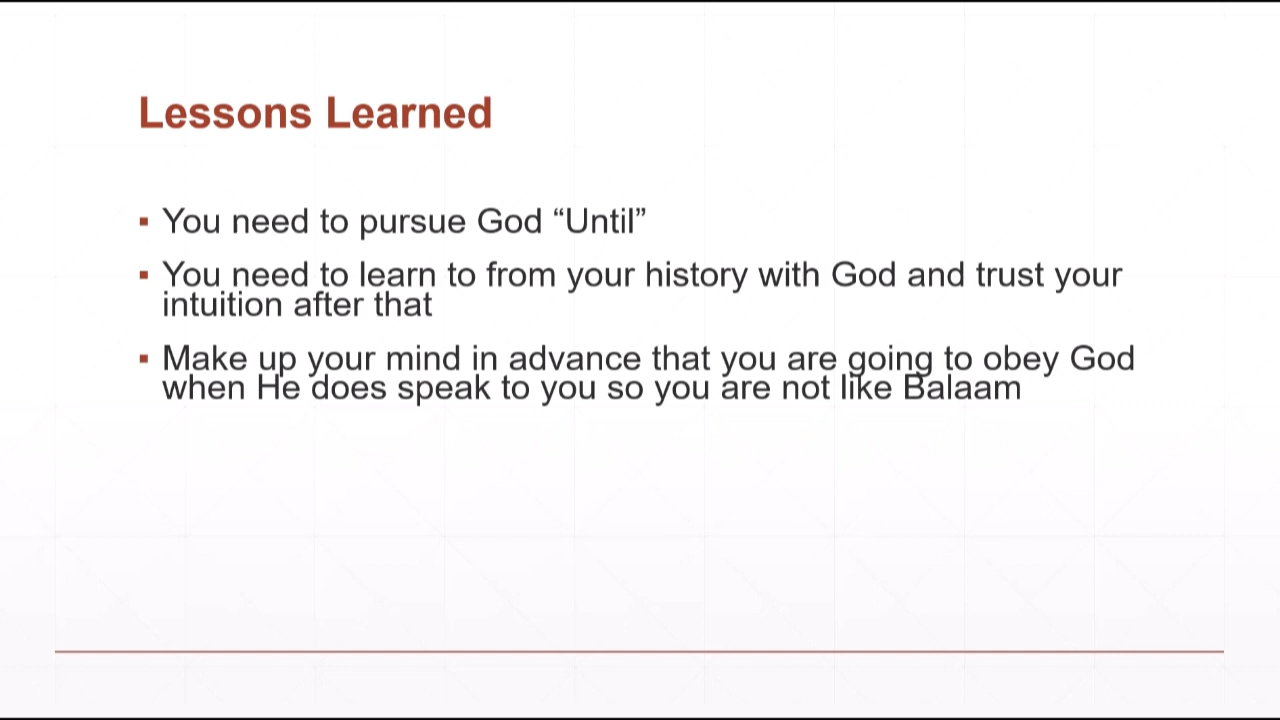 Lessons Learned
▪ You need to pursue God “Until”
▪ You need to learn to from your history with God and trust your
intuition after that
▪ Make up your mind in advance that you are going to obey God
when He does speak to you so you are not like Balaam